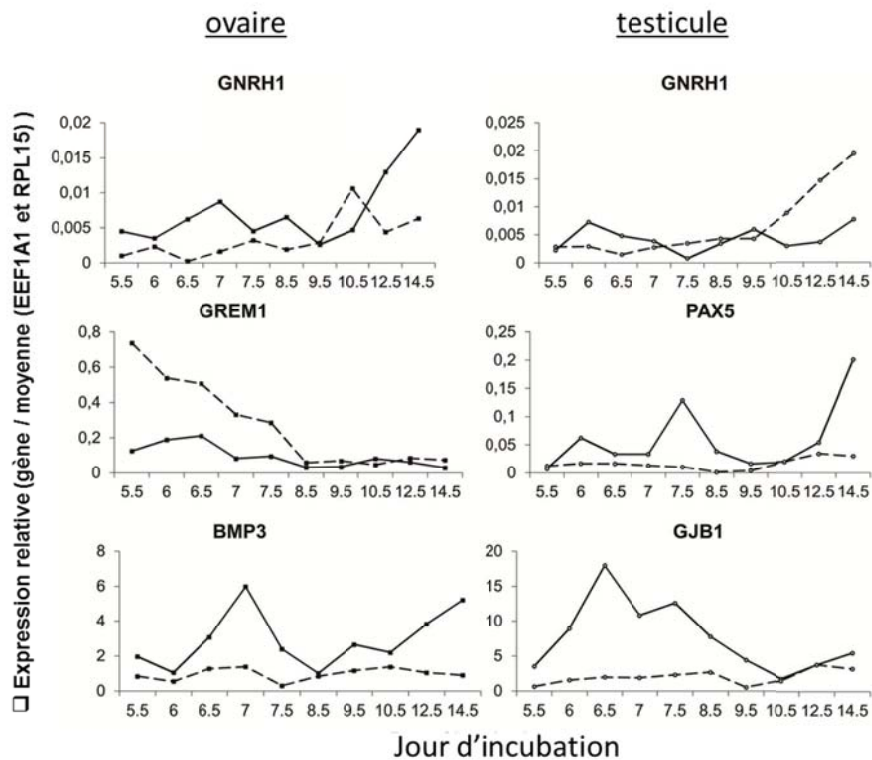 ovaire
testicule
❑ Expression relative (gène / moyenne (EEF1A1 et RPL15) )
GNRH1
0,02
0,015
0,01
0,005
0
5.5 6 6.5 7 7.5 8.5 9.5 10.5 12.5 14.5
GNRH1
0,025
0,02
0,015
0,01
0,005
0
5.5 6 6.5 7 7.5 8.5 9.5 10.5 12.5 14.5
GREM1
0,8
0,6
0,4
0,2
0
5.5 6 6.5 7 7.5 8.5 9.5 10.5 12.5 14.5
PAX5
0,25
0,2
0,15
0,1
0,05
0
5.5 6 6.5 7 7.5 8.5 9.5 10.5 12.5 14.5
BMP3
8
6
4
2
0
5.5 6 6.5 7 7.5 8.5 9.5 10.5 12.5 14.5
GJB1
20
15
10
5
0
5.5 6 6.5 7 7.5 8.5 9.5 10.5 12.5 14.5
Jour d'incubation